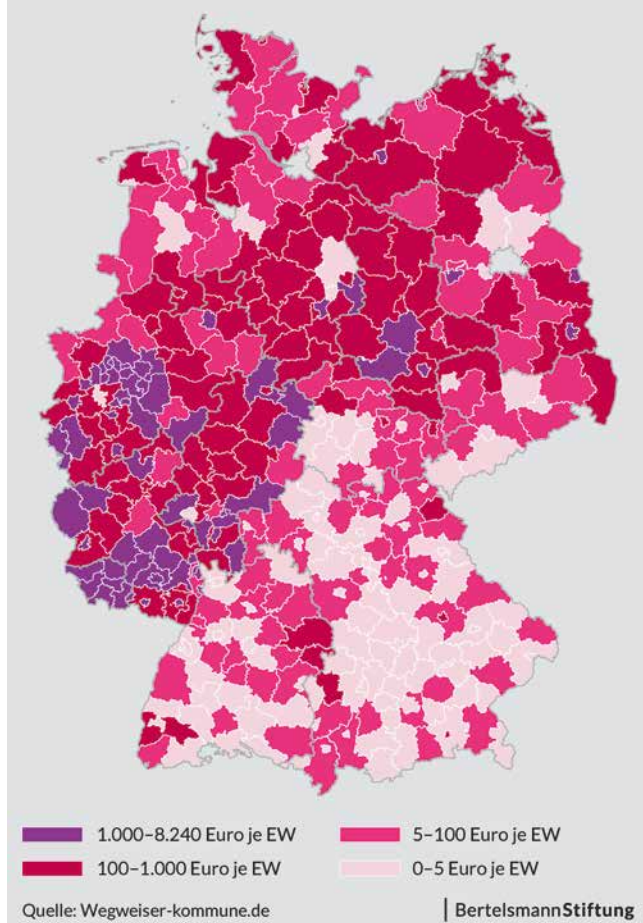 1.000–8.240 Euro je EW
5–100 Euro je EW
100–1.000 Euro je EW
0–5 Euro je EW
Quelle: Wegweiser-kommune.de
BertelsmannStiftung